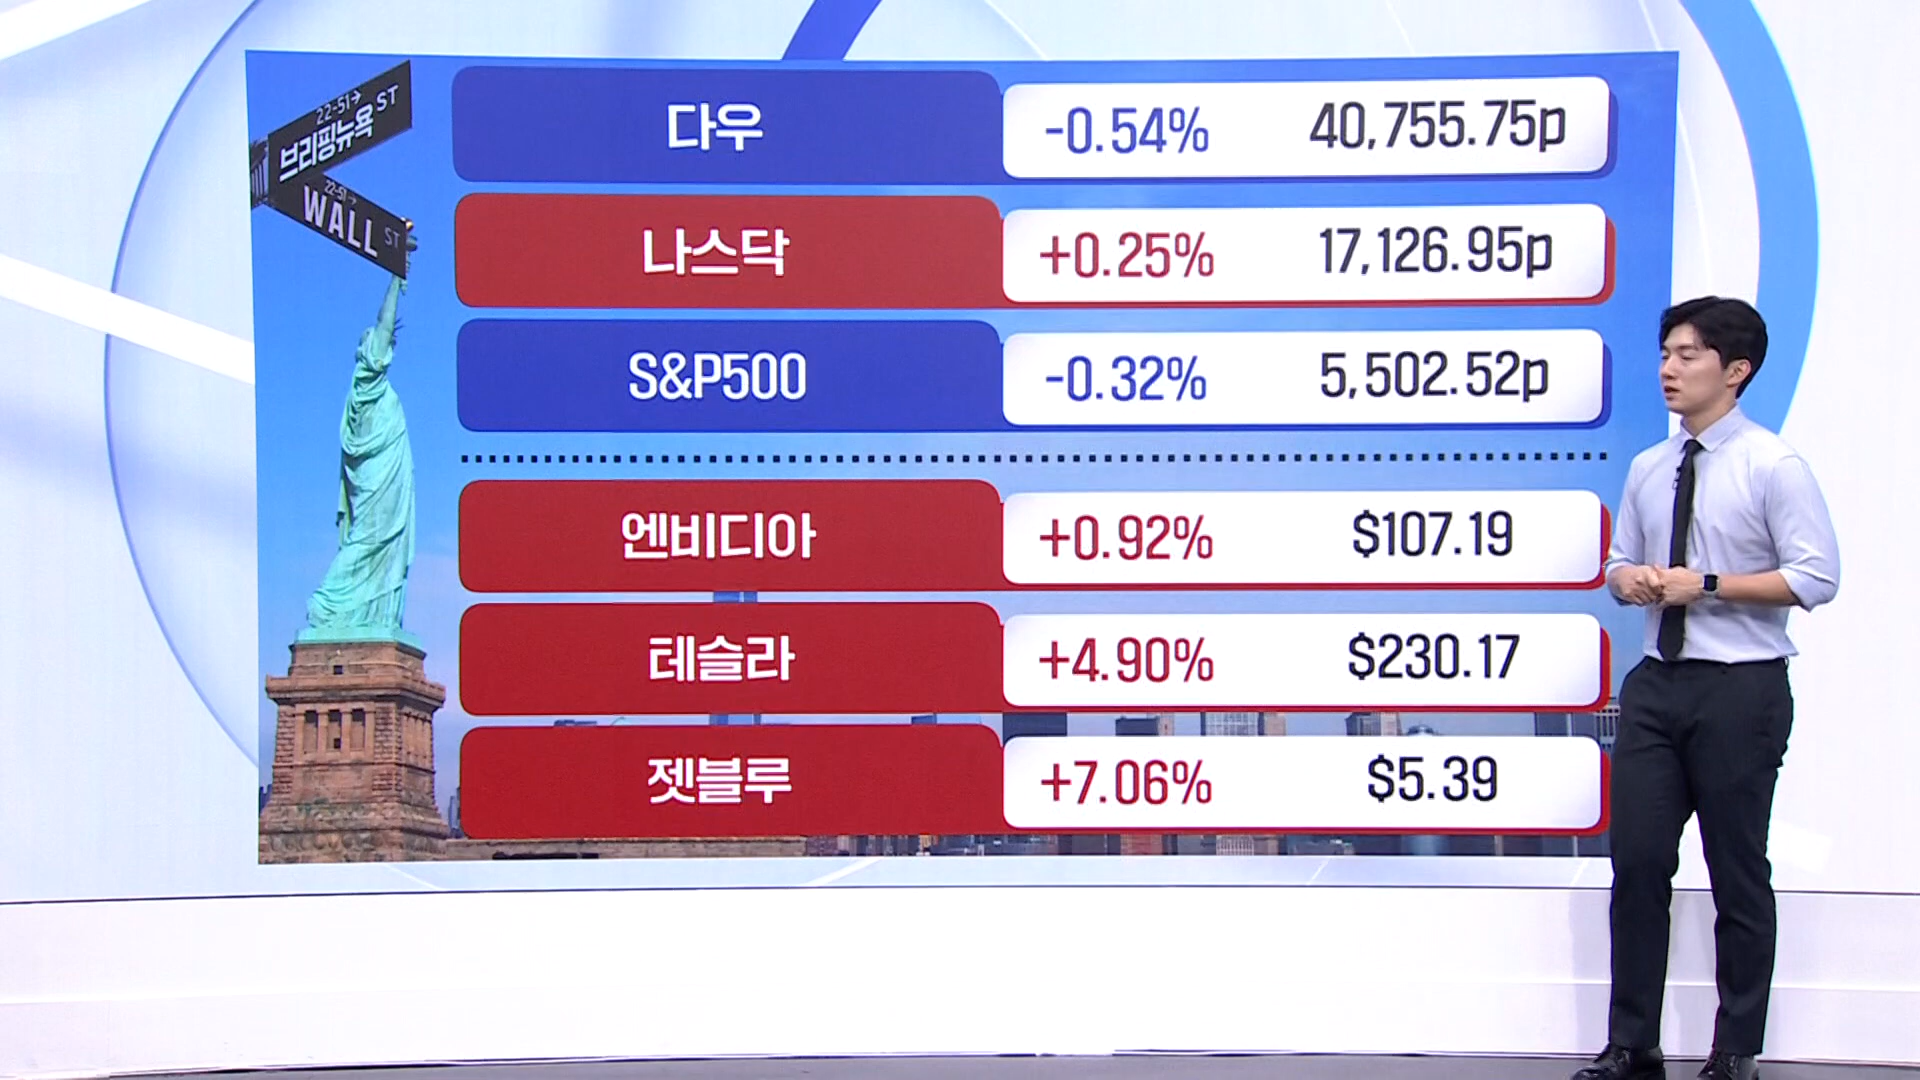 22-51→ ST
브리핑뉴욕
22-51→
WALL ST
다우 -0.54% 40,755.75p
나스닥 +0.25% 17,126.95p
S&P500 -0.32% 5,502.52p
엔비디아 +0.92% $107.19
테슬라 +4.90% $230.17
젯블루 +7.06% $5.39